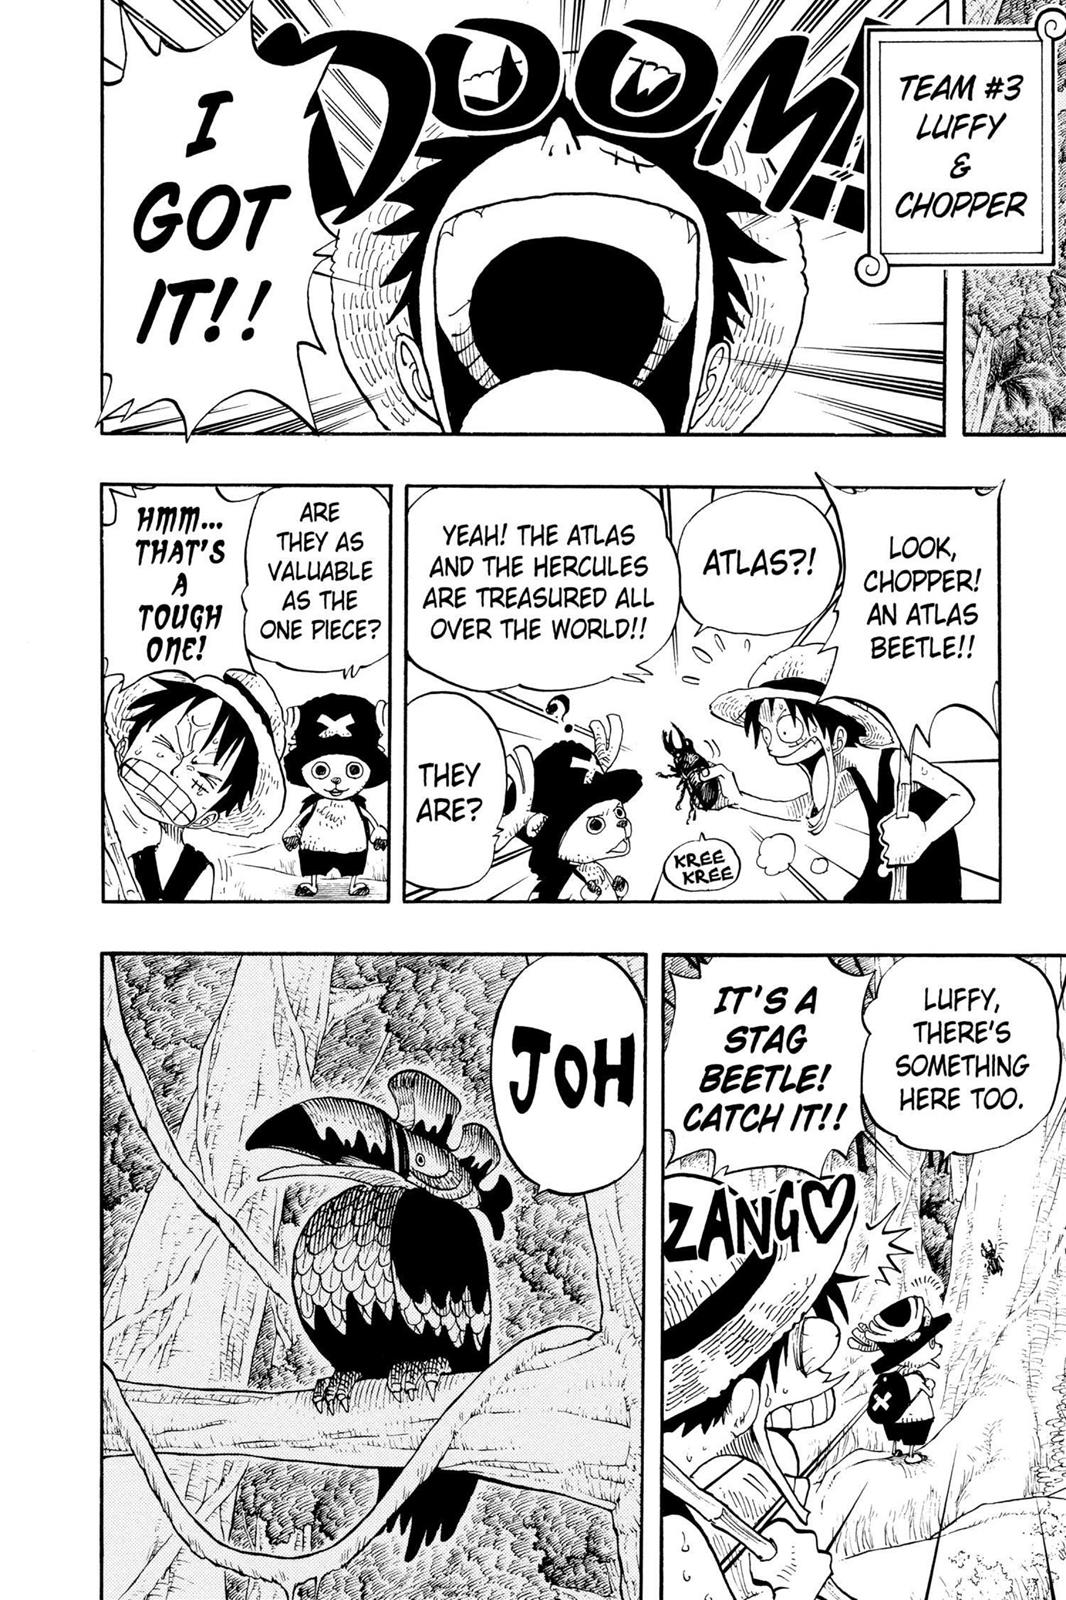 TEAM #3
LUFFY
&
CHOPPER
DOOM!!
I
GOT
IT!!
LOOK,
CHOPPER!
AN ATLAS
BEETLE!!
ATLAS?!
YEAH! THE ATLAS
AND THE HERCULES
ARE TREASURED ALL
OVER THE WORLD!!
KREE
KREE
THEY
ARE?
ARE
THEY AS
VALUABLE
AS THE
ONE PIECE?
HMM...
THAT'S
A
TOUGH
ONE!
LUFFY,
THERE'S
SOMETHING
HERE TOO.
IT'S A
STAG
BEETLE!
CATCH IT!!
ZANG♡
JOH